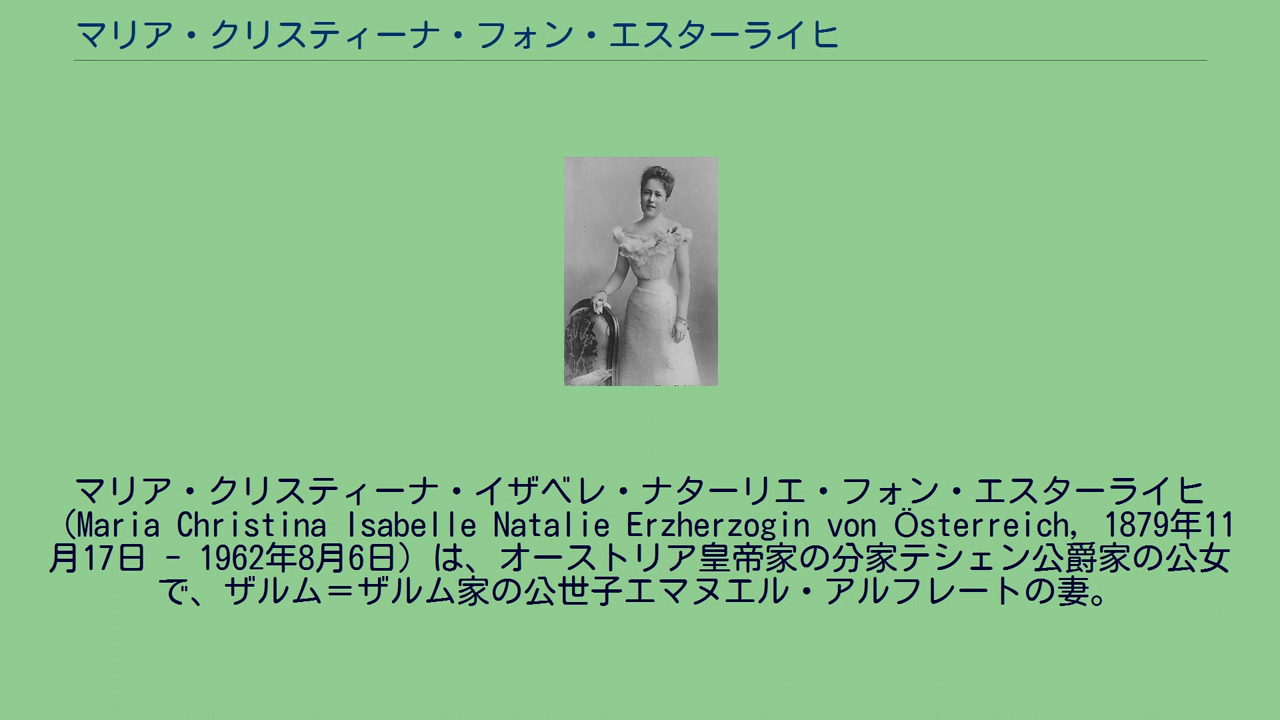 マリア・クリスティーナ・フォン・エスターライヒ
マリア・クリスティーナ・イザベレ・ナターリエ・フォン・エスターライヒ
（Maria Christina Isabelle Natalie Erzherzogin von Österreich, 1879年11
月17日 - 1962年8月6日）は、オーストリア皇帝家の分家テシェン公爵家の公女
で、ザルム＝ザルム家の公世子エマヌエル・アルフレートの妻。